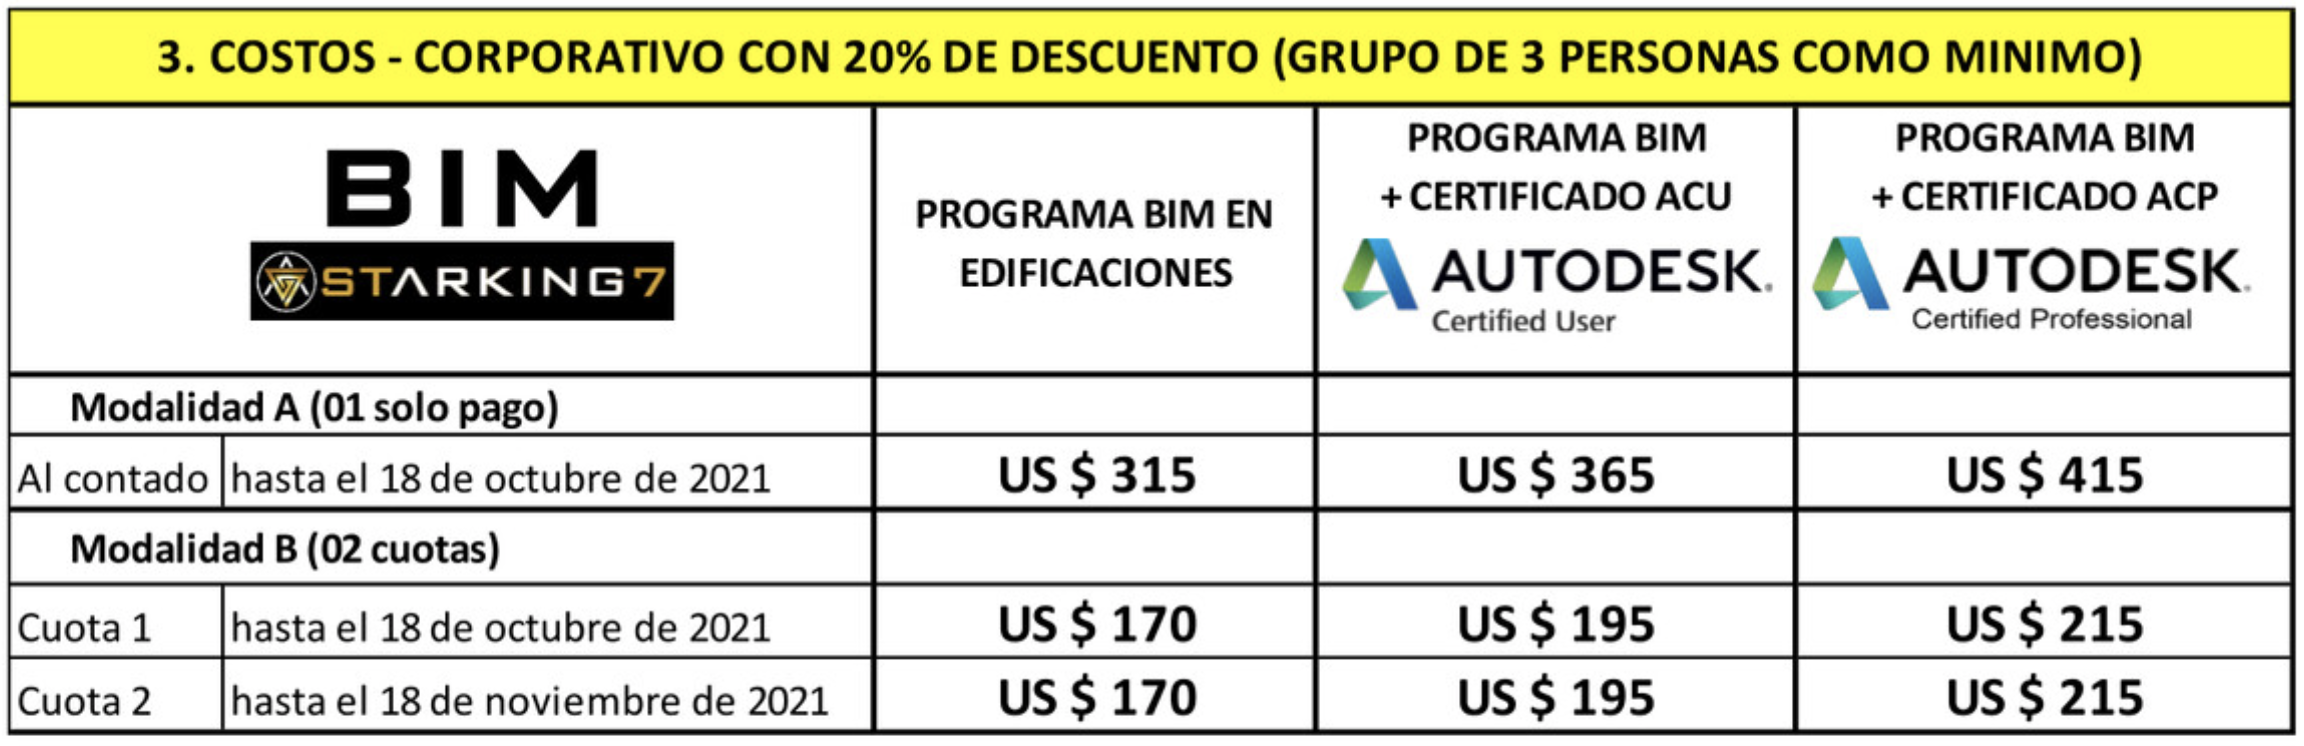 3. COSTOS - CORPORATIVO CON 20% DE DESCUENTO (GRUPO DE 3 PERSONAS COMO MINIMO)
BIM
STARKING7
PROGRAMA BIM EN
EDIFICACIONES
PROGRAMA BIM
+ CERTIFICADO ACU
AUTODESK.
Certified User
PROGRAMA BIM
+ CERTIFICADO ACP
AUTODESK.
Certified Professional
Modalidad A (01 solo pago)
Al contado hasta el 18 de octubre de 2021 US $ 315 US $ 365 US $ 415
Modalidad B (02 cuotas)
Cuota 1 hasta el 18 de octubre de 2021 US $ 170 US $ 195 US $ 215
Cuota 2 hasta el 18 de noviembre de 2021 US $ 170 US $ 195 US $ 215